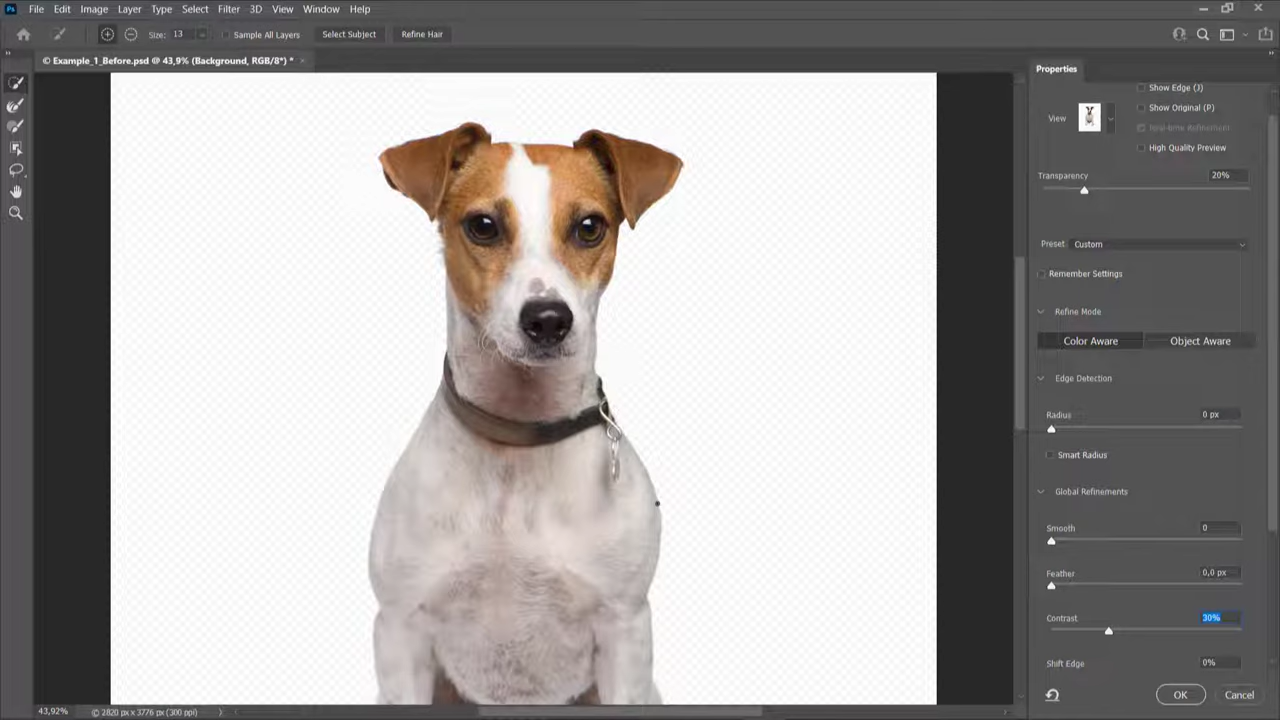 Ps File Edit Image Layer Type Select Filter 3D View Window Help
Size: 13 Sample All Layers Select Subject Refine Hair
© Example_1_Before.psd @ 43,9% (Background, RGB/8*) * ×
Properties
Show Edge (J)
View Show Original (P)
Real-time Refinement
High Quality Preview
Transparency 20%
Preset Custom
Remember Settings
Refine Mode
Color Aware Object Aware
Edge Detection
Radius 0 px
Smart Radius
Global Refinements
Smooth 0
Feather 0,0 px
Contrast 30%
Shift Edge 0%
OK Cancel
43,92% © 2820 px x 3776 px (300 ppi)